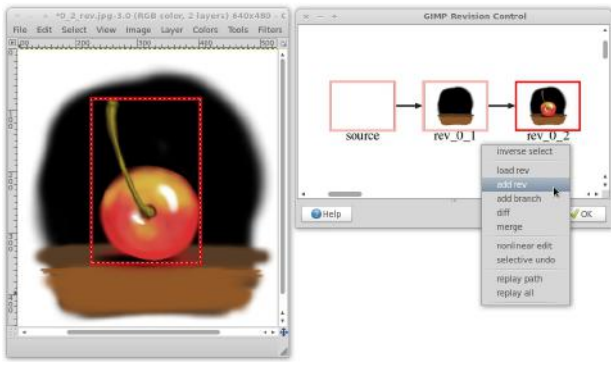 *0_2_rev.jpg-3.0 (RGB color, 2 layers) 640x480 – G
File Edit Select View Image Layer Colors Tools Filters
GIMP Revision Control
source rev_0_1 rev_0_2
inverse select
load rev
add rev
add branch
diff
merge
nonlinear edit
selective undo
replay path
replay all
Help OK